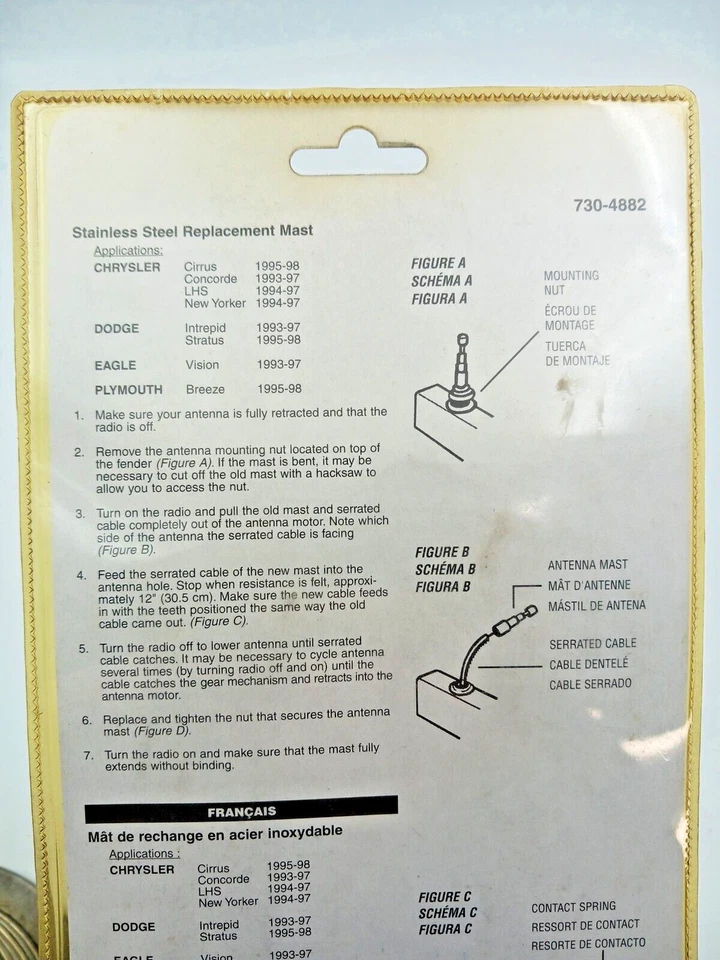 730-4882
Stainless Steel Replacement Mast
Applications:
CHRYSLER Cirrus 1995-98
Concorde 1993-97
LHS 1994-97
New Yorker 1994-97
DODGE Intrepid 1993-97
Stratus 1995-98
EAGLE Vision 1993-97
PLYMOUTH Breeze 1995-98
1. Make sure your antenna is fully retracted and that the
radio is off.
2. Remove the antenna mounting nut located on top of
the fender (Figure A). If the mast is bent, it may be
necessary to cut off the old mast with a hacksaw to
allow you to access the nut.
3. Turn on the radio and pull the old mast and serrated
cable completely out of the antenna motor. Note which
side of the antenna the serrated cable is facing
(Figure B).
4. Feed the serrated cable of the new mast into the
antenna hole. Stop when resistance is felt, approxi-
mately 12" (30.5 cm). Make sure the new cable feeds
in with the teeth positioned the same way the old
cable came out. (Figure C).
5. Turn the radio off to lower antenna until serrated
cable catches. It may be necessary to cycle antenna
several times (by turning radio off and on) until the
cable catches the gear mechanism and retracts into the
antenna motor.
6. Replace and tighten the nut that secures the antenna
mast (Figure D).
7. Turn the radio on and make sure that the mast fully
extends without binding.
FIGURE A
SCHÉMA A
FIGURA A
MOUNTING
NUT
ÉCROU DE
MONTAGE
TUERCA
DE MONTAJE
FIGURE B
SCHÉMA B
FIGURA B
ANTENNA MAST
MÂT D'ANTENNE
MÁSTIL DE ANTENA
SERRATED CABLE
CABLE DENTELÉ
CABLE SERRADO
FRANÇAIS
Mât de rechange en acier inoxydable
Applications :
CHRYSLER Cirrus 1995-98
Concorde 1993-97
LHS 1994-97
New Yorker 1994-97
DODGE Intrepid 1993-97
Stratus 1995-98
EAGLE Vision 1993-97
FIGURE C
SCHÉMA C
FIGURA C
CONTACT SPRING
RESSORT DE CONTACT
RESORTE DE CONTACTO